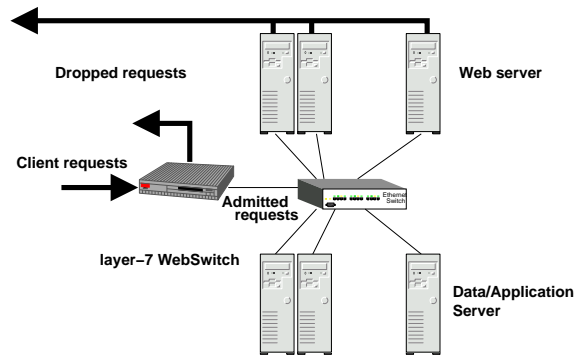 Dropped requests
Web server
Client requests
Ethernet
Switch
Admitted
requests
layer−7 WebSwitch
Data/Application
Server